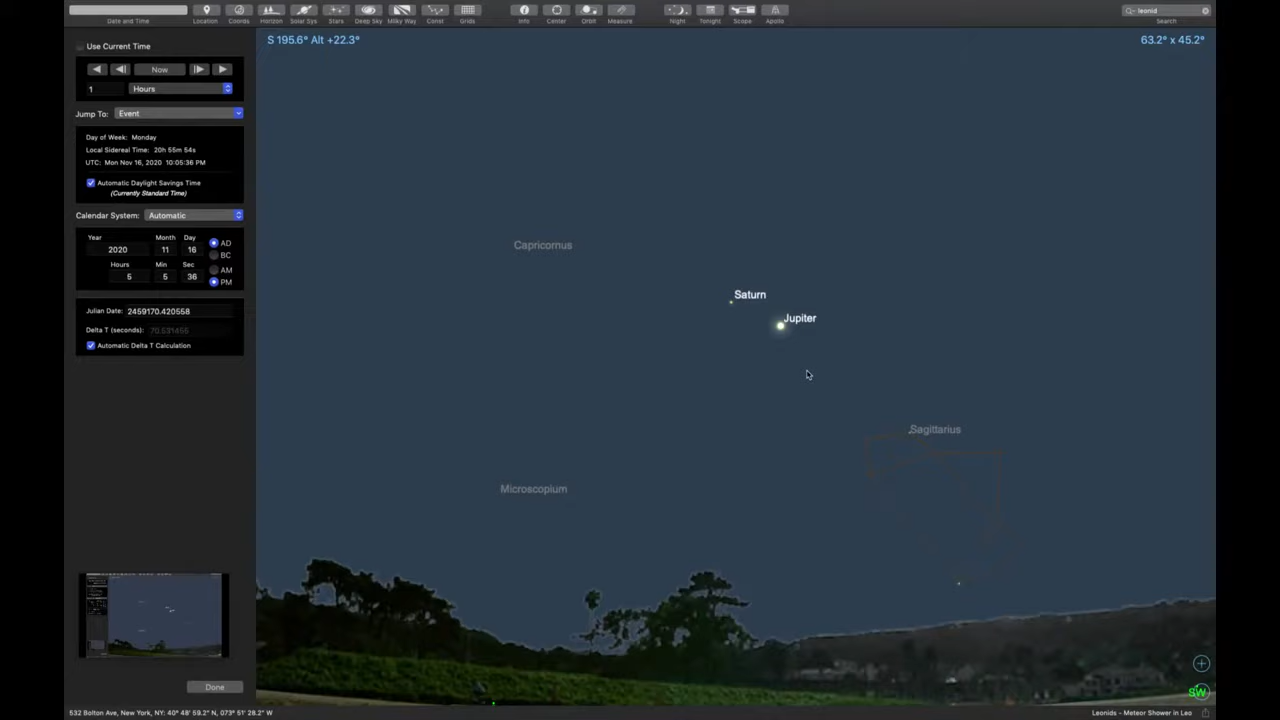 leonid
Date and Time
Location
Coords
Horizon
Solar Sys
Stars
Deep Sky
Milky Way
Const
Grids
Info
Center
Orbit
Measure
Night
Tonight
Scope
Apollo
Search
S 195.6° Alt +22.3°
63.2° x 45.2°
Use Current Time
Now
1 Hours
Jump To: Event
Day of Week: Monday
Local Sidereal Time: 20h 55m 54s
UTC: Mon Nov 16, 2020 10:05:36 PM
Automatic Daylight Savings Time
(Currently Standard Time)
Calendar System: Automatic
Year Month Day
2020 11 16
AD
BC
Hours Min Sec
5 5 36
AM
PM
Julian Date: 2459170.420558
Delta T (seconds): 70.531455
Automatic Delta T Calculation
Capricornus
Saturn
Jupiter
Sagittarius
Microscopium
SW
Done
532 Bolton Ave, New York, NY: 40° 48' 59.2" N, 073° 51' 28.2" W
Leonids - Meteor Shower in Leo